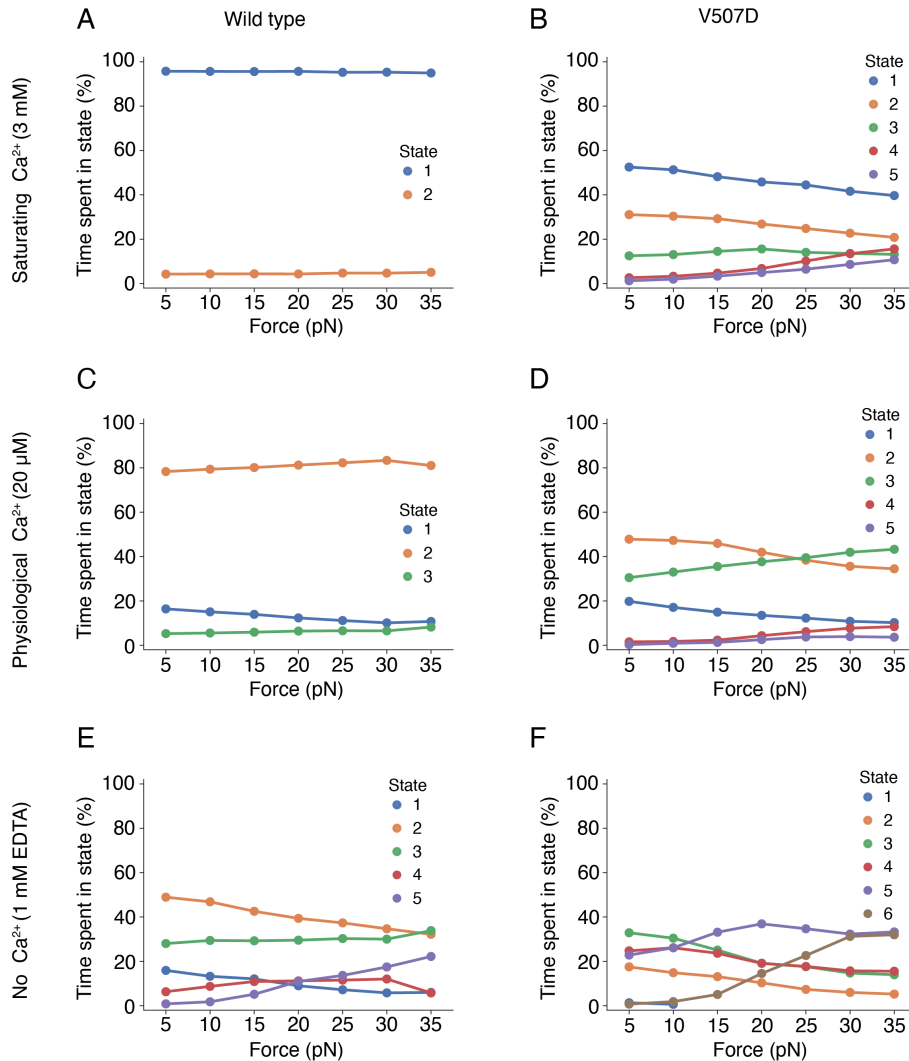 A
Wild type
B
V507D
Saturating Ca²⁺ (3 mM)
Time spent in state (%)
100
80
60
40
20
0
5 10 15 20 25 30 35
Force (pN)
State
1
2
Time spent in state (%)
100
80
60
40
20
0
5 10 15 20 25 30 35
Force (pN)
State
1
2
3
4
5
C
D
Physiological Ca²⁺ (20 µM)
Time spent in state (%)
100
80
60
40
20
0
5 10 15 20 25 30 35
Force (pN)
State
1
2
3
Time spent in state (%)
100
80
60
40
20
0
5 10 15 20 25 30 35
Force (pN)
State
1
2
3
4
5
E
F
No Ca²⁺ (1 mM EDTA)
Time spent in state (%)
100
80
60
40
20
0
5 10 15 20 25 30 35
Force (pN)
State
1
2
3
4
5
Time spent in state (%)
100
80
60
40
20
0
5 10 15 20 25 30 35
Force (pN)
State
1
2
3
4
5
6